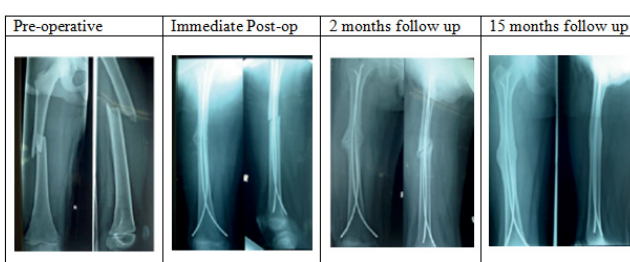 Pre-operative
Immediate Post-op
2 months follow up
15 months follow up